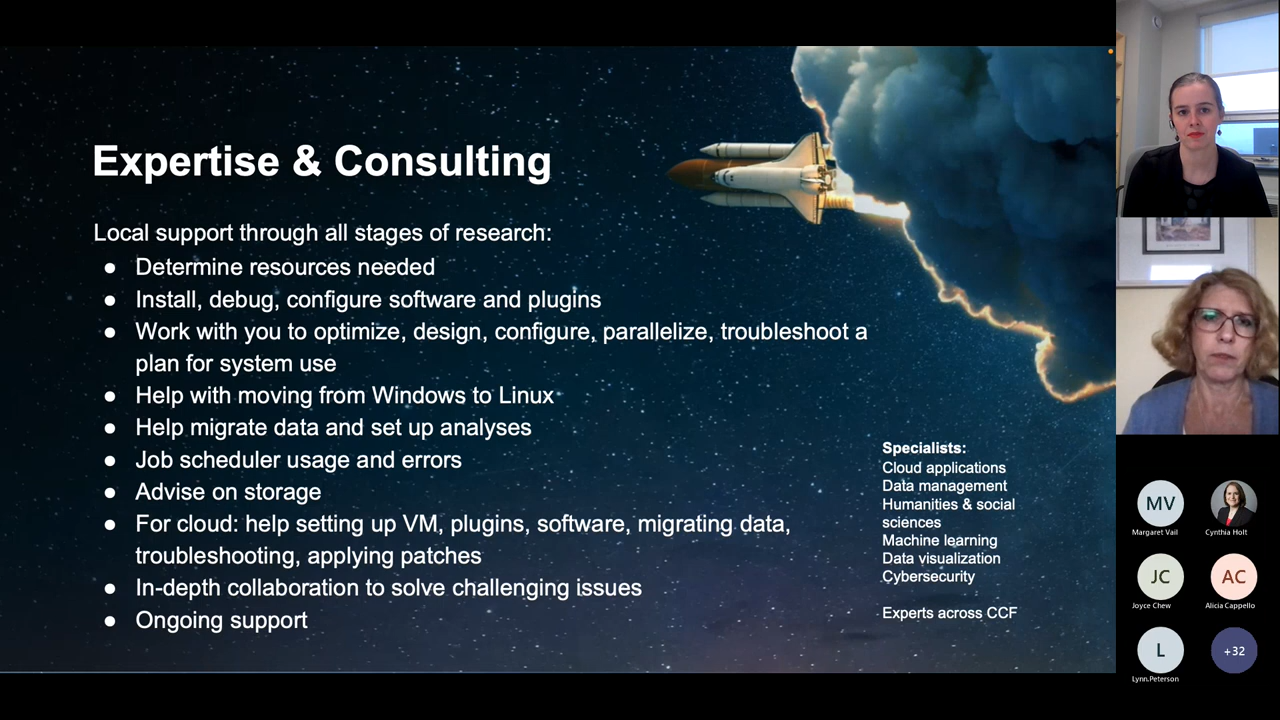 Expertise & Consulting
Local support through all stages of research:
● Determine resources needed
● Install, debug, configure software and plugins
● Work with you to optimize, design, configure, parallelize, troubleshoot a
plan for system use
● Help with moving from Windows to Linux
● Help migrate data and set up analyses
● Job scheduler usage and errors
● Advise on storage
● For cloud: help setting up VM, plugins, software, migrating data,
troubleshooting, applying patches
● In-depth collaboration to solve challenging issues
● Ongoing support
Specialists:
Cloud applications
Data management
Humanities & social
sciences
Machine learning
Data visualization
Cybersecurity
Experts across CCF
MV
Margaret Vail
Cynthia Holt
JC
Joyce Chew
AC
Alicia Cappello
L
Lynn.Peterson
+32